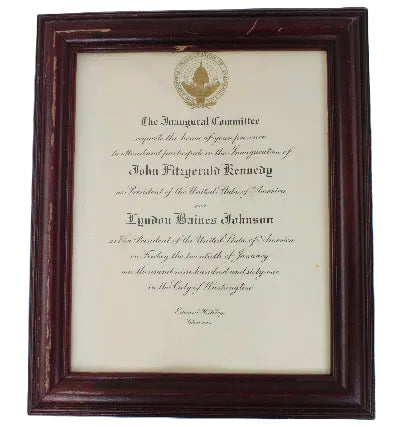 The Inaugural Committee
requests the honor of your presence
to attend and participate in the Inauguration of
John Fitzgerald Kennedy
as President of the United States of America
and
Lyndon Baines Johnson
as Vice President of the United States of America
on Friday the twentieth of January
one thousand nine hundred and sixty one
in the City of Washington
Edward H.
Chairman